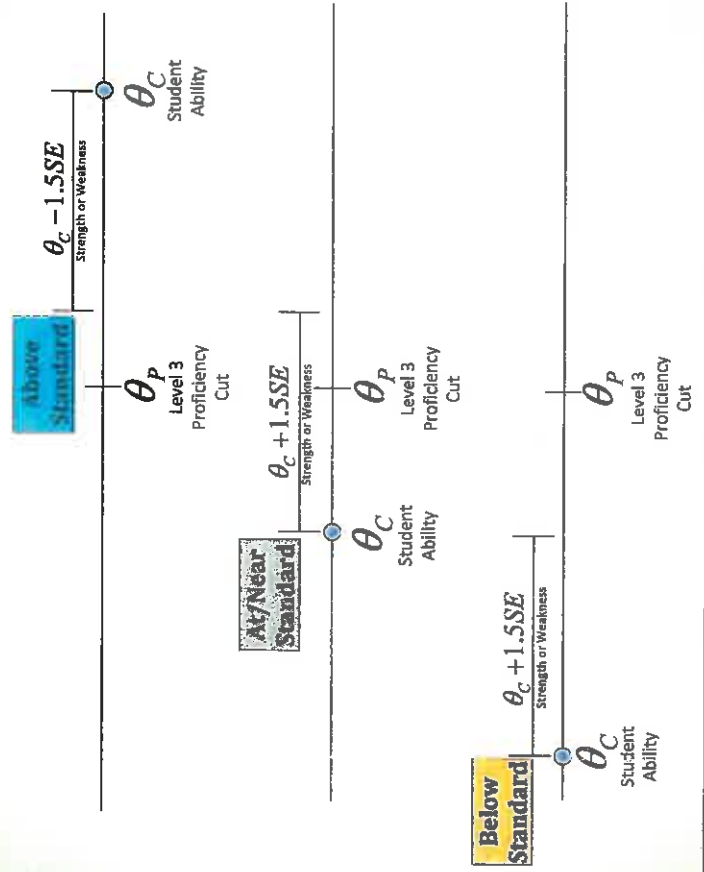 Above
Standard
θ_C −1.5SE
Strength or Weakness
θ_P
Level 3
Proficiency
Cut
θ_C
Student
Ability
At/Near
Standard
θ_C +1.5SE
Strength or Weakness
θ_C
Student
Ability
θ_P
Level 3
Proficiency
Cut
Below
Standard
θ_C +1.5SE
Strength or Weakness
θ_C
Student
Ability
θ_P
Level 3
Proficiency
Cut